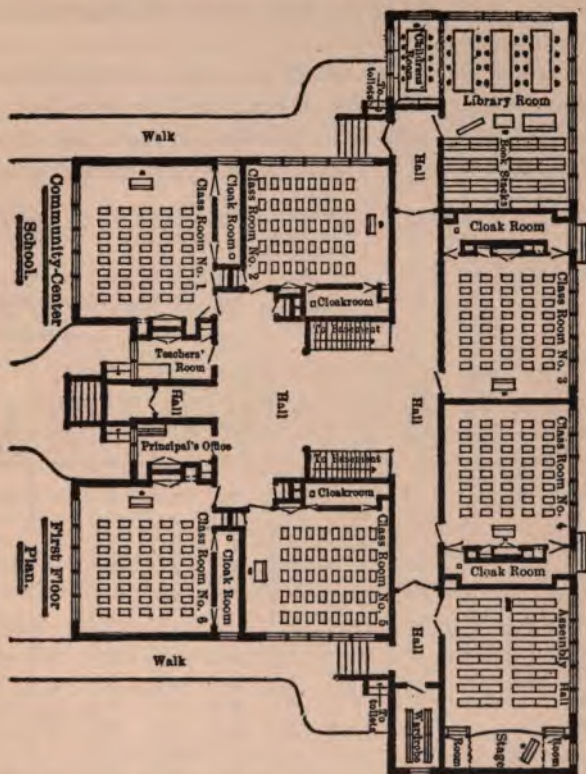 Children's
Room
To
toilets
Library Room
Book Stacks
Walk
Hall
Community-Center
School.
Class Room No. 1
Cloak Room
Class Room No. 2
Cloak Room
Cloakroom
To Basement
Class Room No. 3
Teachers'
Room
Hall
Hall
Hall
Principal's Office
To Basement
Class Room No. 4
Cloakroom
Cloak Room
First Floor
Plan.
Class Room No. 6
Cloak Room
Class Room No. 5
Hall
Assembly Hall
Walk
To
toilets
Wardrobe
Room
Stage
Room